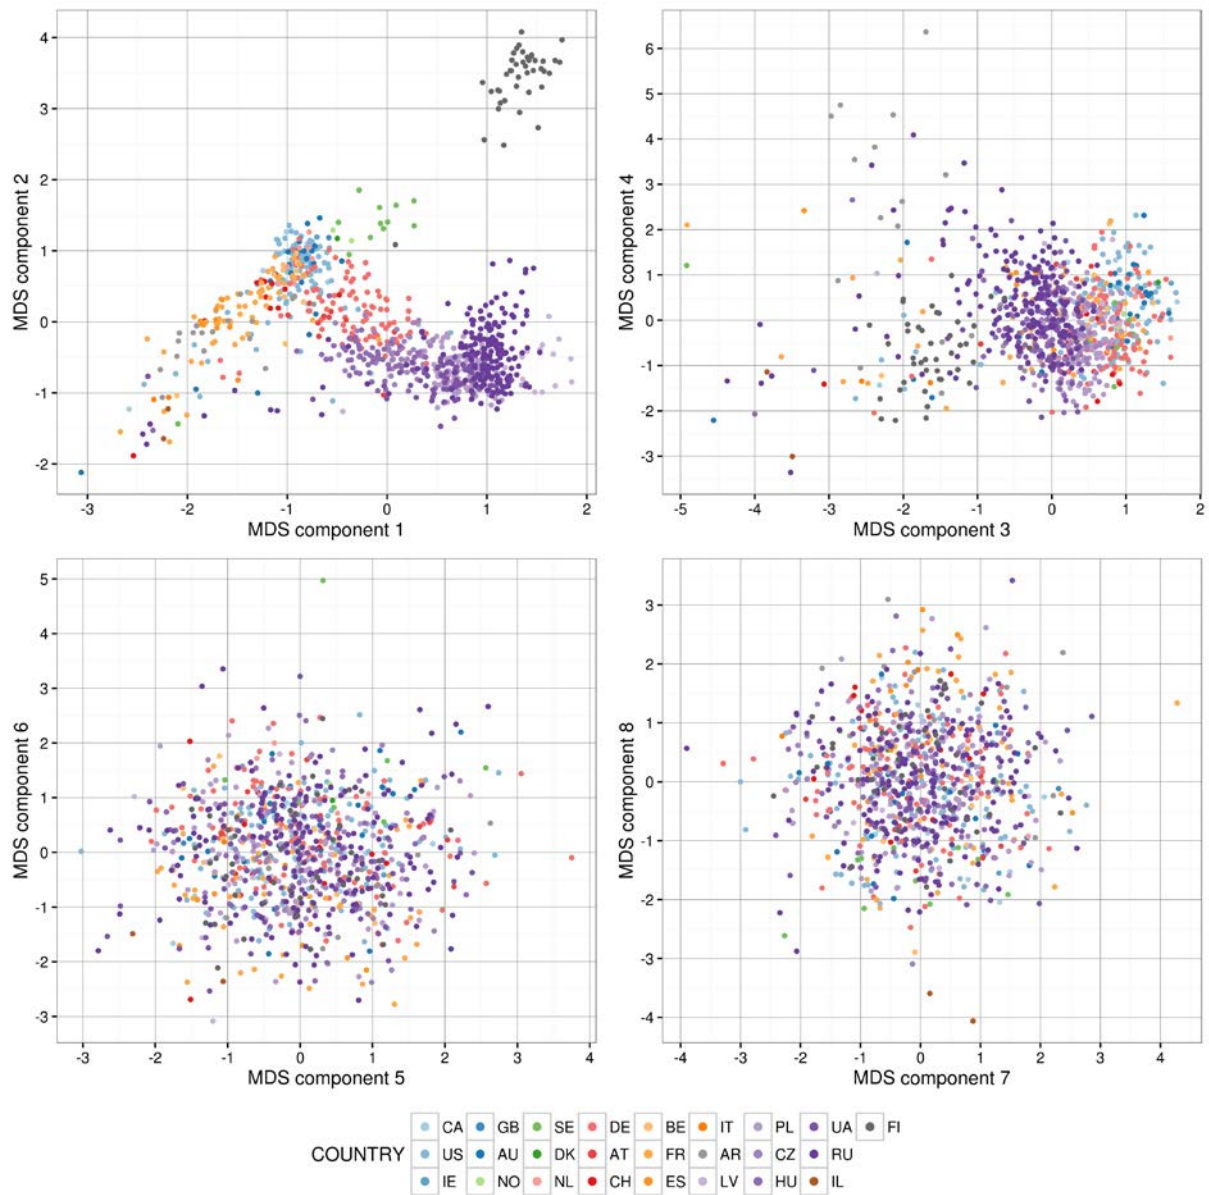 4
3
2
1
0
-1
-2
MDS component 2
-3 -2 -1 0 1 2
MDS component 1
6
5
4
3
2
1
0
-1
-2
-3
MDS component 4
-5 -4 -3 -2 -1 0 1 2
MDS component 3
5
4
3
2
1
0
-1
-2
-3
MDS component 6
-3 -2 -1 0 1 2 3 4
MDS component 5
3
2
1
0
-1
-2
-3
-4
MDS component 8
-4 -3 -2 -1 0 1 2 3 4
MDS component 7
COUNTRY
CA GB SE DE BE IT PL UA FI
US AU DK AT FR AR CZ RU
IE NO NL CH ES LV HU IL